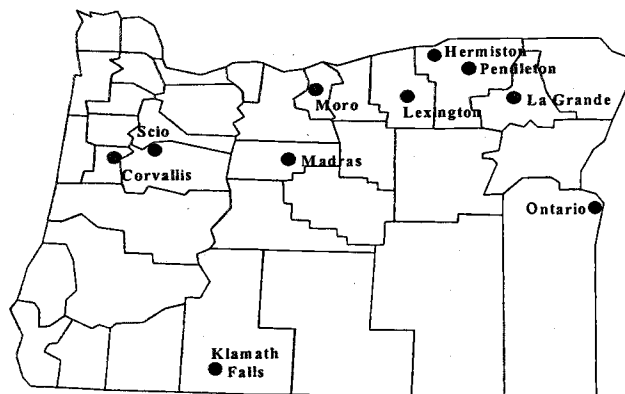 Hermiston
Pendleton
Moro
Lexington
La Grande
Scio
Madras
Corvallis
Ontario
Klamath
Falls